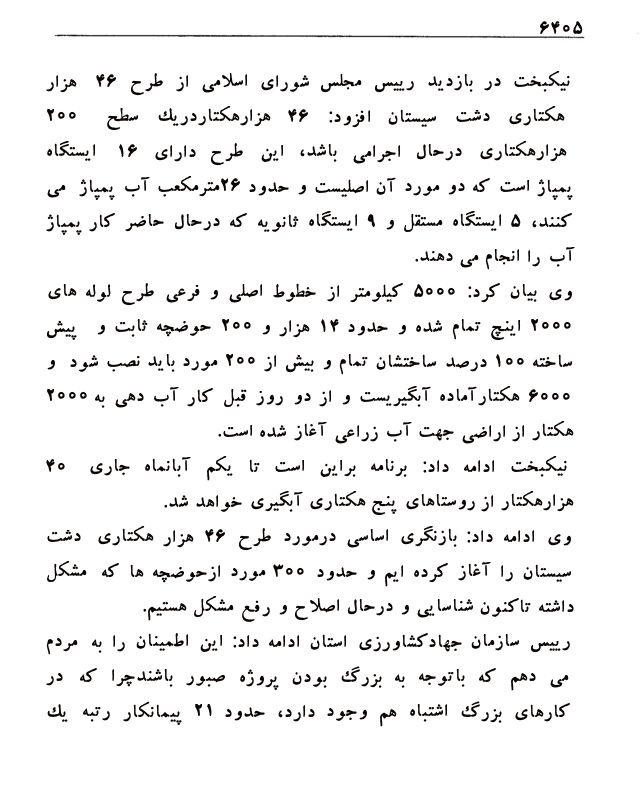 ۶۴۰۵
نیکبخت در بازدید رییس مجلس شورای اسلامی از طرح ۴۶ هزار
هکتاری دشت سیستان افزود: ۴۶ هزارهکتاردریك سطح ۲۰۰
هزارهکتاری درحال اجرامی باشد، این طرح دارای ۱۶ ایستگاه
پمپاژ است که دو مورد آن اصلیست و حدود ۲۶مترمکعب آب پمپاژ می
کنند، ۵ ایستگاه مستقل و ۹ ایستگاه ثانویه که درحال حاضر کار پمپاژ
آب را انجام می دهند.
وی بیان کرد: ۵۰۰۰ کیلومتر از خطوط اصلی و فرعی طرح لوله های
۲۰۰۰ اینچ تمام شده و حدود ۱۴ هزار و ۲۰۰ حوضچه ثابت و پیش
ساخته ۱۰۰ درصد ساختشان تمام و بیش از ۲۰۰ مورد باید نصب شود و
۶۰۰۰ هکتارآماده آبگیریست و از دو روز قبل کار آب دهی به ۲۰۰۰
هکتار از اراضی جهت آب زراعی آغاز شده است.
نیکبخت ادامه داد: برنامه براین است تا یکم آبانماه جاری ۴۰
هزارهکتار از روستاهای پنج هکتاری آبگیری خواهد شد.
وی ادامه داد: بازنگری اساسی درمورد طرح ۴۶ هزار هکتاری دشت
سیستان را آغاز کرده ایم و حدود ۳۰۰ مورد ازحوضچه ها که مشکل
داشته تاکنون شناسایی و درحال اصلاح و رفع مشکل هستیم.
رییس سازمان جهادکشاورزی استان ادامه داد: این اطمینان را به مردم
می دهم که باتوجه به بزرگ بودن پروژه صبور باشندچرا که در
کارهای بزرگ اشتباه هم وجود دارد، حدود ۲۱ پیمانکار رتبه یك